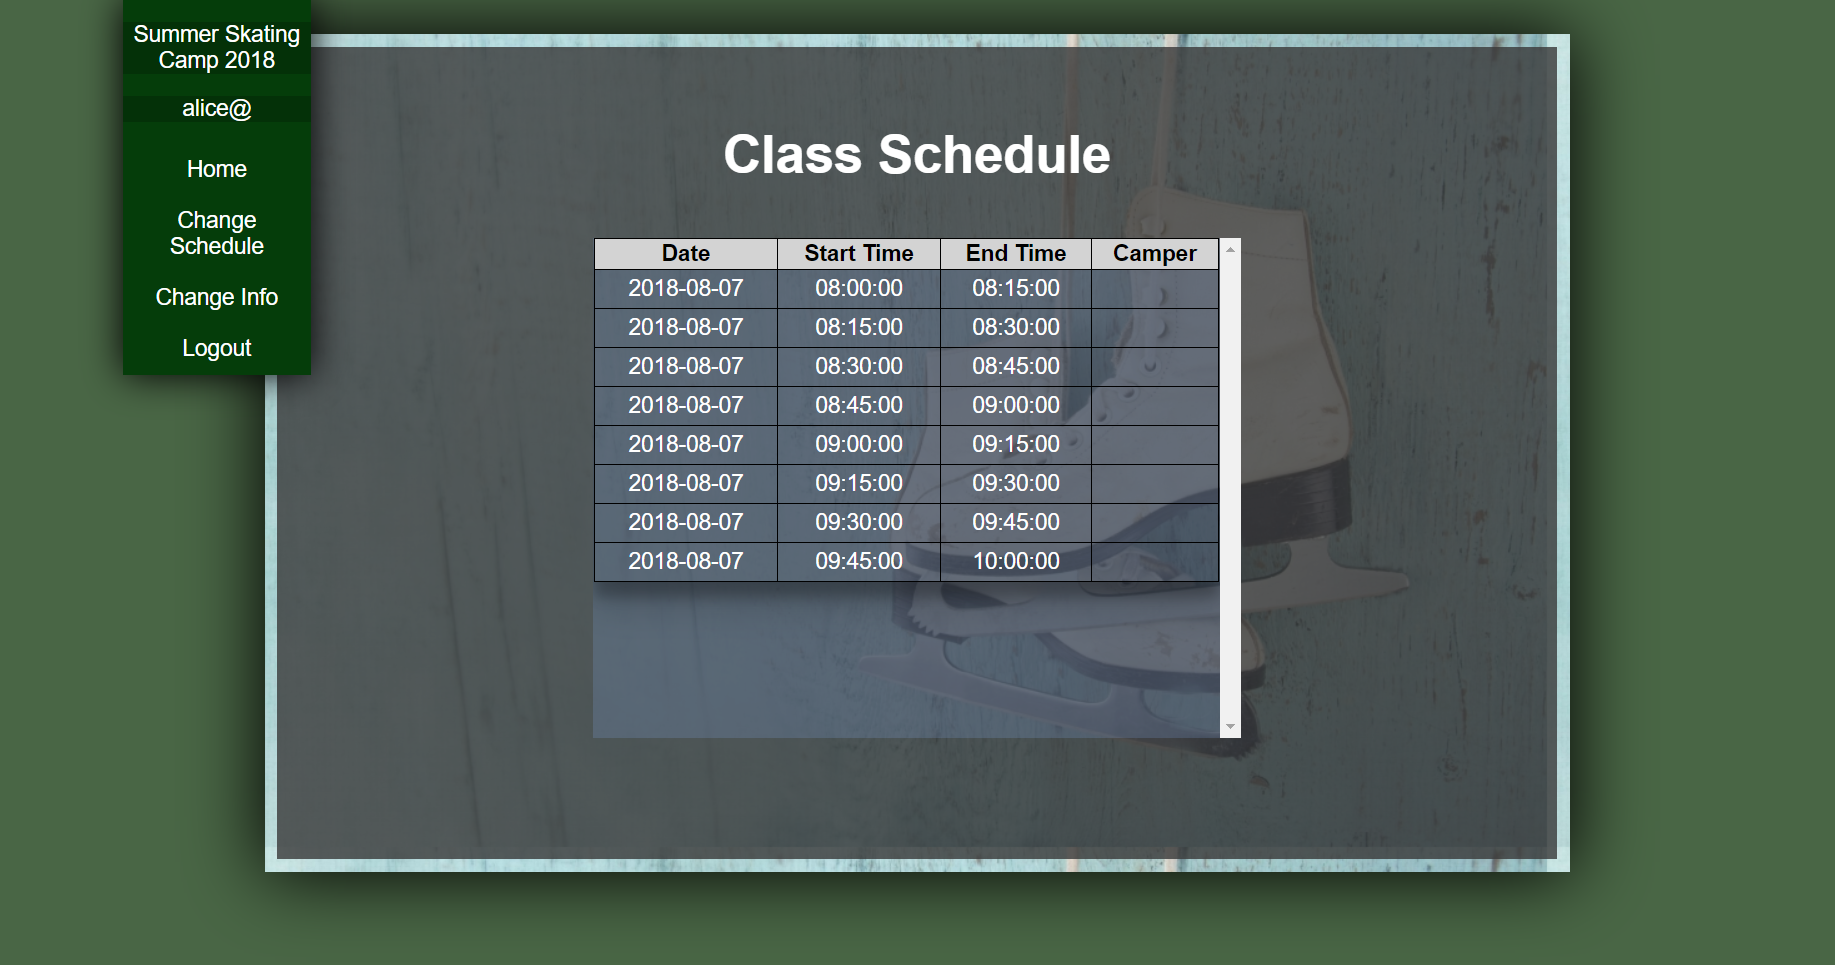 Summer Skating
Camp 2018
alice@
Home
Change
Schedule
Change Info
Logout
Class Schedule
Date Start Time End Time Camper
2018-08-07 08:00:00 08:15:00
2018-08-07 08:15:00 08:30:00
2018-08-07 08:30:00 08:45:00
2018-08-07 08:45:00 09:00:00
2018-08-07 09:00:00 09:15:00
2018-08-07 09:15:00 09:30:00
2018-08-07 09:30:00 09:45:00
2018-08-07 09:45:00 10:00:00